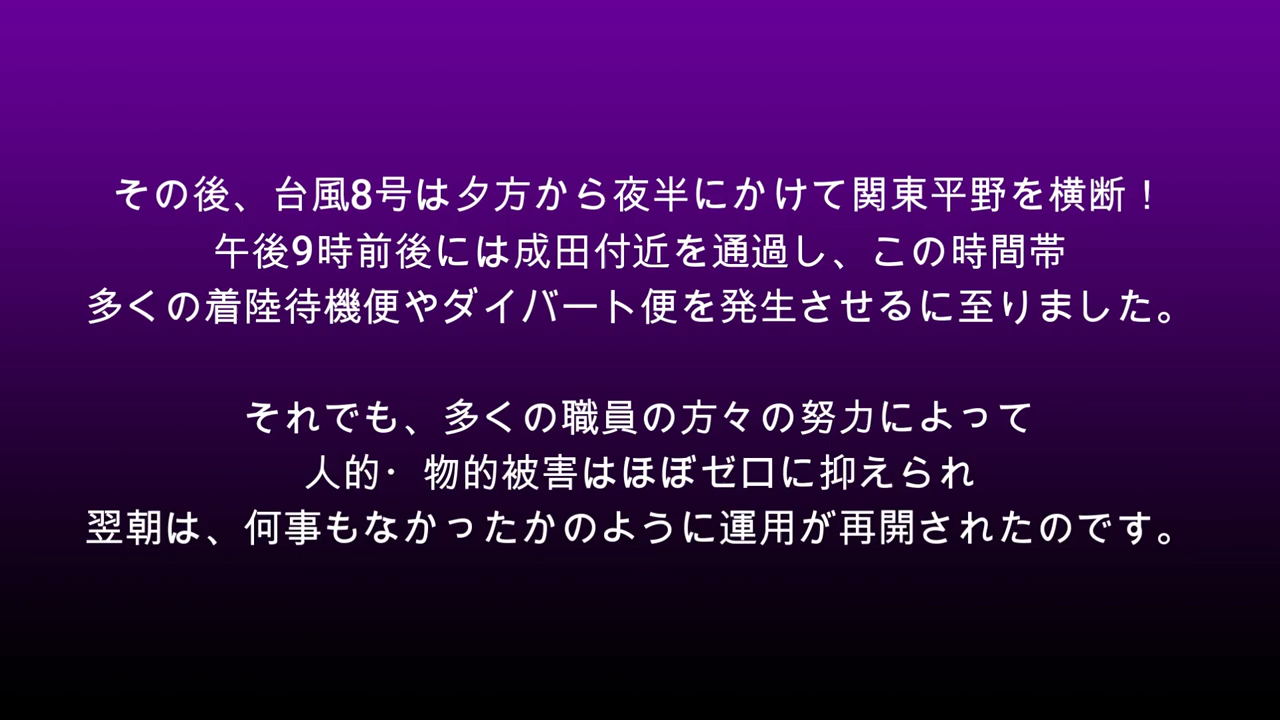 その後、台風8号は夕方から夜半にかけて関東平野を横断！
午後9時前後には成田付近を通過し、この時間帯
多くの着陸待機便やダイバート便を発生させるに至りました。
それでも、多くの職員の方々の努力によって
人的・物的被害はほぼゼロに抑えられ
翌朝は、何事もなかったかのように運用が再開されたのです。